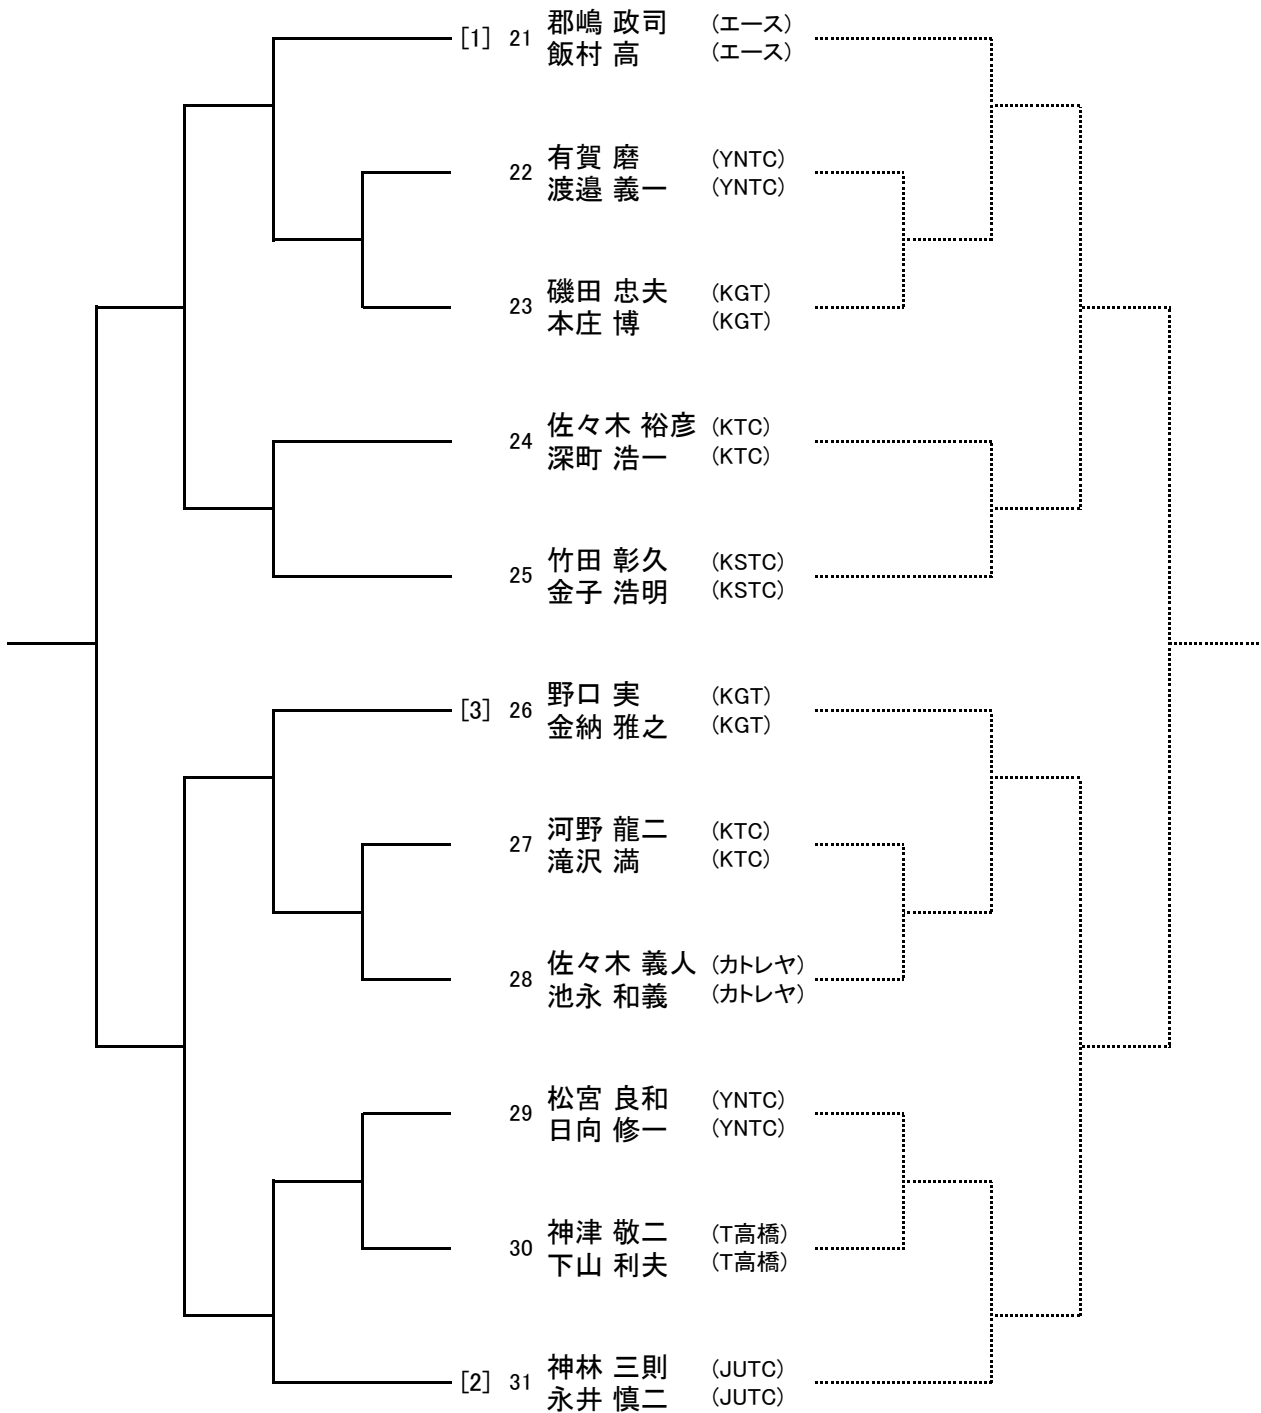 [1] 21 郡嶋 政司 (エース)
飯村 高 (エース)
22 有賀 磨 (YNTC)
渡邉 義一 (YNTC)
23 磯田 忠夫 (KGT)
本庄 博 (KGT)
24 佐々木 裕彦 (KTC)
深町 浩一 (KTC)
25 竹田 彰久 (KSTC)
金子 浩明 (KSTC)
[3] 26 野口 実 (KGT)
金納 雅之 (KGT)
27 河野 龍二 (KTC)
滝沢 満 (KTC)
28 佐々木 義人 (カトレヤ)
池永 和義 (カトレヤ)
29 松宮 良和 (YNTC)
日向 修一 (YNTC)
30 神津 敬二 (T高橋)
下山 利夫 (T高橋)
[2] 31 神林 三則 (JUTC)
永井 慎二 (JUTC)